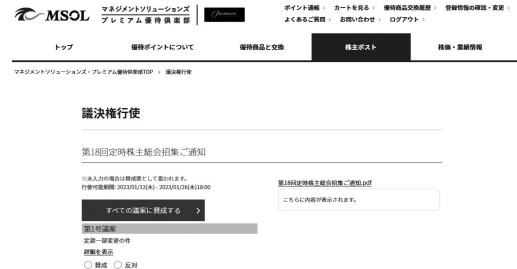 MSOL マネジメントソリューションズ プレミアム優待倶楽部
ポイント通帳 > カートを見る > 優待商品交換履歴 > 登録情報の確認・変更 >
よくあるご質問 > お問い合わせ > ログアウト >
トップ 優待ポイントについて 優待商品と交換 株主ポスト 株価・業績情報
マネジメントソリューションズ・プレミアム優待倶楽部TOP > 議決権行使
議決権行使
第18回定時株主総会招集ご通知
※未入力の場合は賛成票として扱われます。
行使可能期間: 2023/01/12(木) - 2023/01/26(木)18:00
すべての議案に賛成する >
第1号議案
定款一部変更の件
詳細を表示
賛成 反対
第18回定時株主総会招集ご通知.pdf
こちらに内容が表示されます。